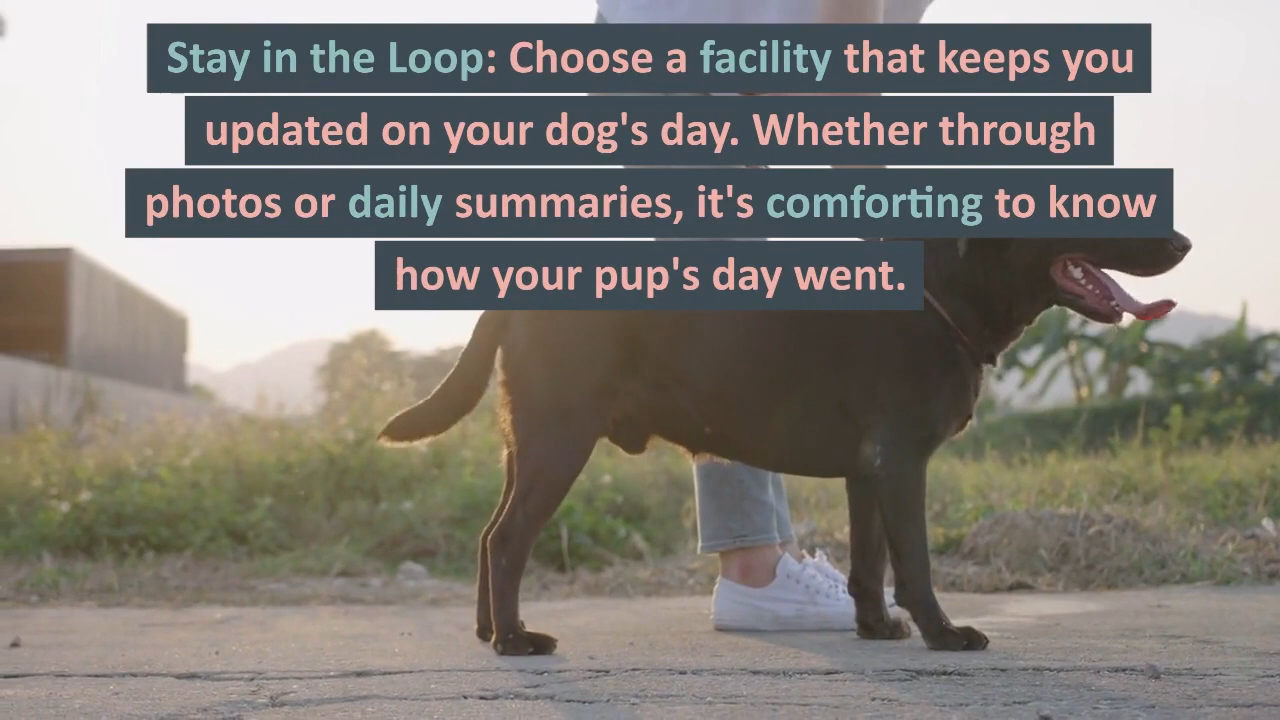 Stay in the Loop: Choose a facility that keeps you
updated on your dog's day. Whether through
photos or daily summaries, it's comforting to know
how your pup's day went.